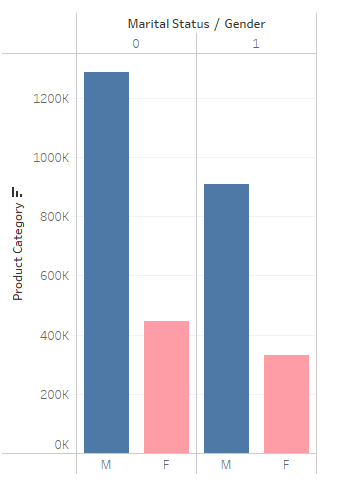 Marital Status / Gender
0 1
1200K
1000K
800K
600K
400K
200K
0K
Product Category
M F M F